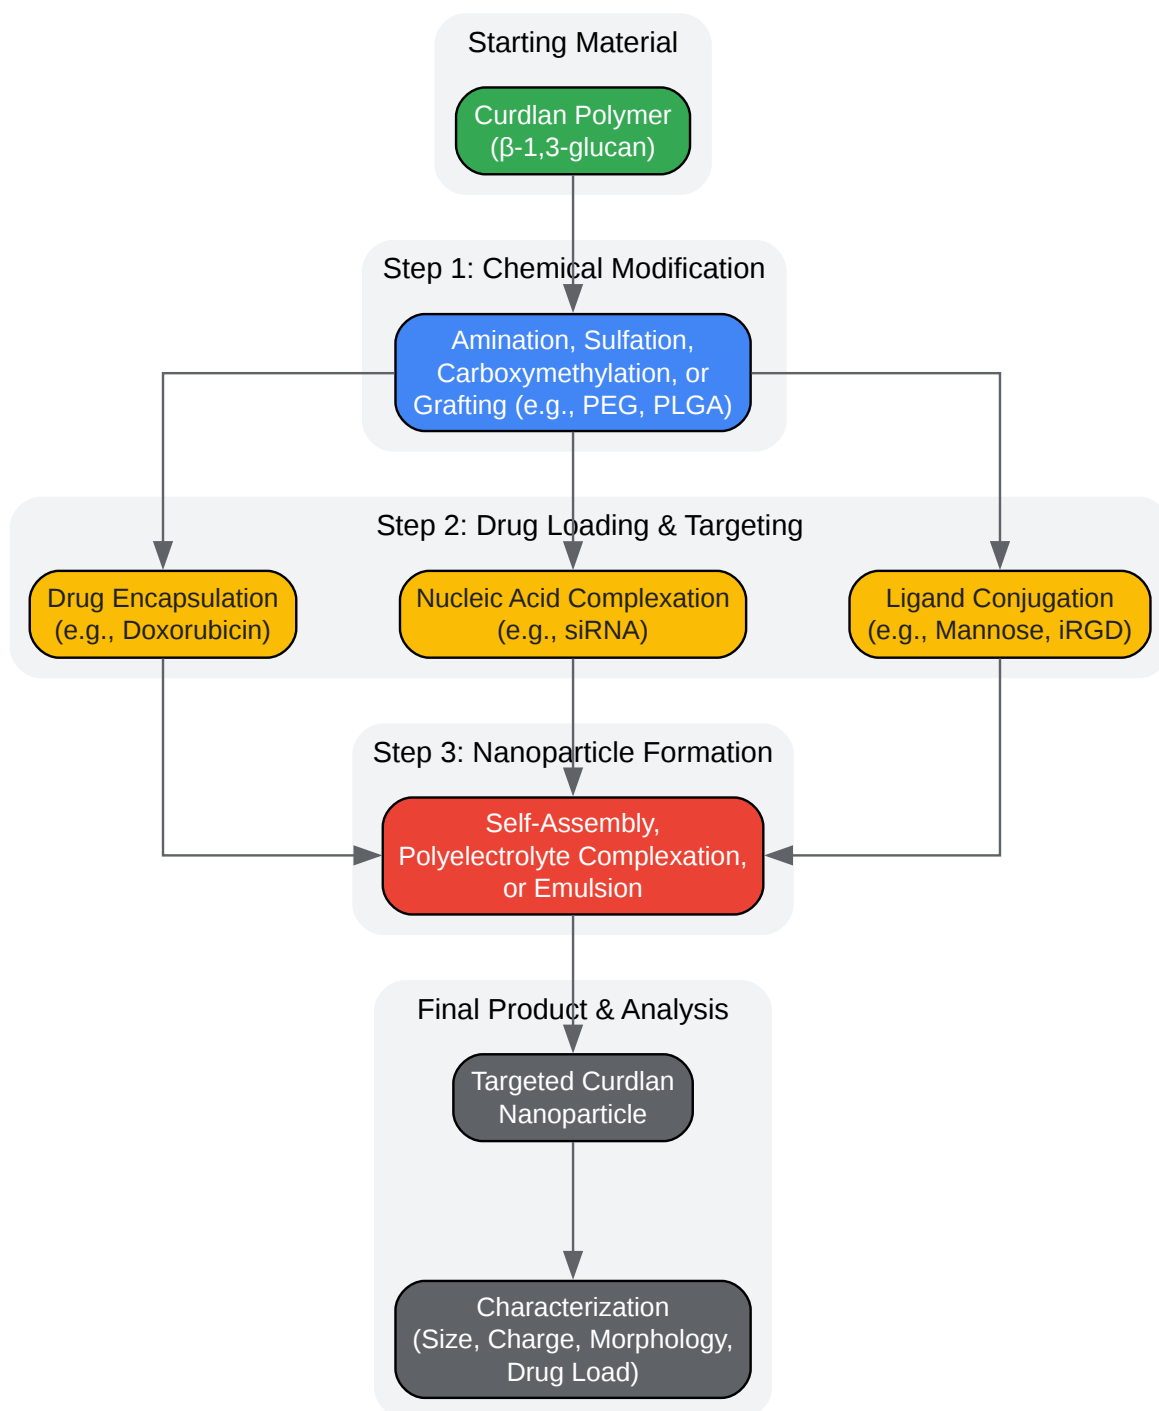 Starting Material
Curdlan Polymer
(β-1,3-glucan)
Step 1: Chemical Modification
Amination, Sulfation,
Carboxymethylation, or
Grafting (e.g., PEG, PLGA)
Step 2: Drug Loading & Targeting
Drug Encapsulation
(e.g., Doxorubicin)
Nucleic Acid Complexation
(e.g., siRNA)
Ligand Conjugation
(e.g., Mannose, iRGD)
Step 3: Nanoparticle Formation
Self-Assembly,
Polyelectrolyte Complexation,
or Emulsion
Final Product & Analysis
Targeted Curdlan
Nanoparticle
Characterization
(Size, Charge, Morphology,
Drug Load)